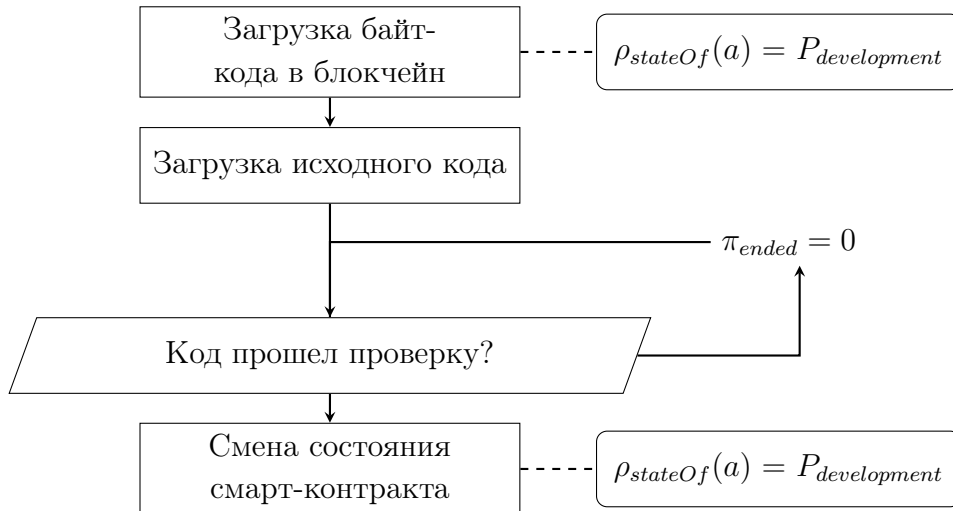 Загрузка байт-
кода в блокчейн
ρ_{stateOf}(a) = P_{development}
Загрузка исходного кода
π_{ended} = 0
Код прошел проверку?
Смена состояния
смарт-контракта
ρ_{stateOf}(a) = P_{development}